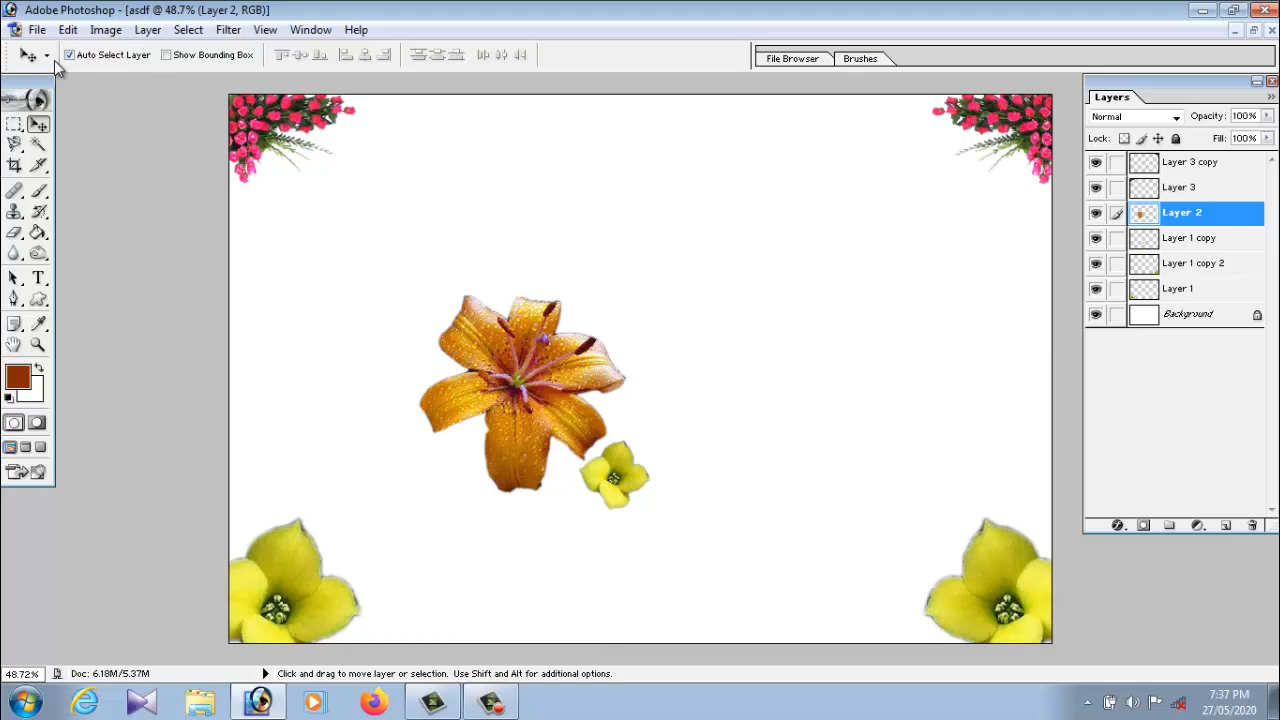 Adobe Photoshop - [asdf @ 48.7% (Layer 2, RGB)]
File Edit Image Layer Select Filter View Window Help
Auto Select Layer Show Bounding Box
File Browser Brushes
Layers
Normal Opacity: 100%
Lock: Fill: 100%
Layer 3 copy
Layer 3
Layer 2
Layer 1 copy
Layer 1 copy 2
Layer 1
Background
T
48.72% Doc: 6.18M/5.37M Click and drag to move layer or selection. Use Shift and Alt for additional options.
7:37 PM
27/05/2020